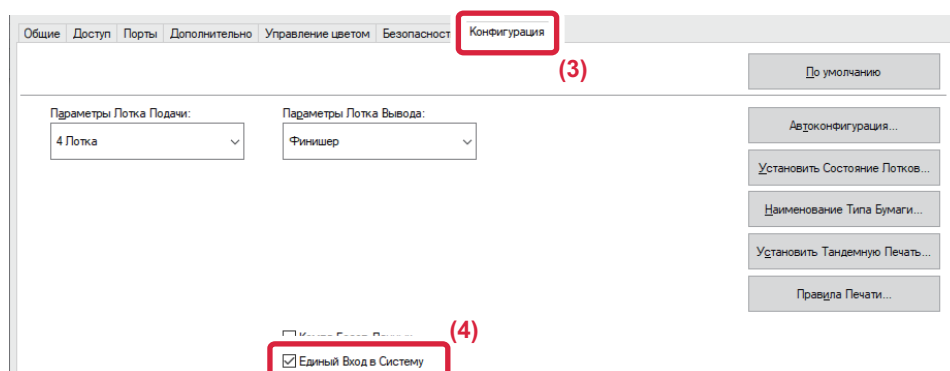 Общие Доступ Порты Дополнительно Управление цветом Безопасност Конфигурация
(3)
По умолчанию
Параметры Лотка Подачи: Параметры Лотка Вывода:
4 Лотка Финишер
Автоконфигурация...
Установить Состояние Лотков...
Наименование Типа Бумаги...
Установить Тандемную Печать...
Правила Печати...
(4)
Единый Вход в Систему